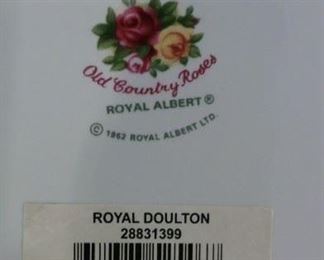 Old Country Roses
ROYAL ALBERT ®
© 1962 ROYAL ALBERT LTD.
ROYAL DOULTON
28831399